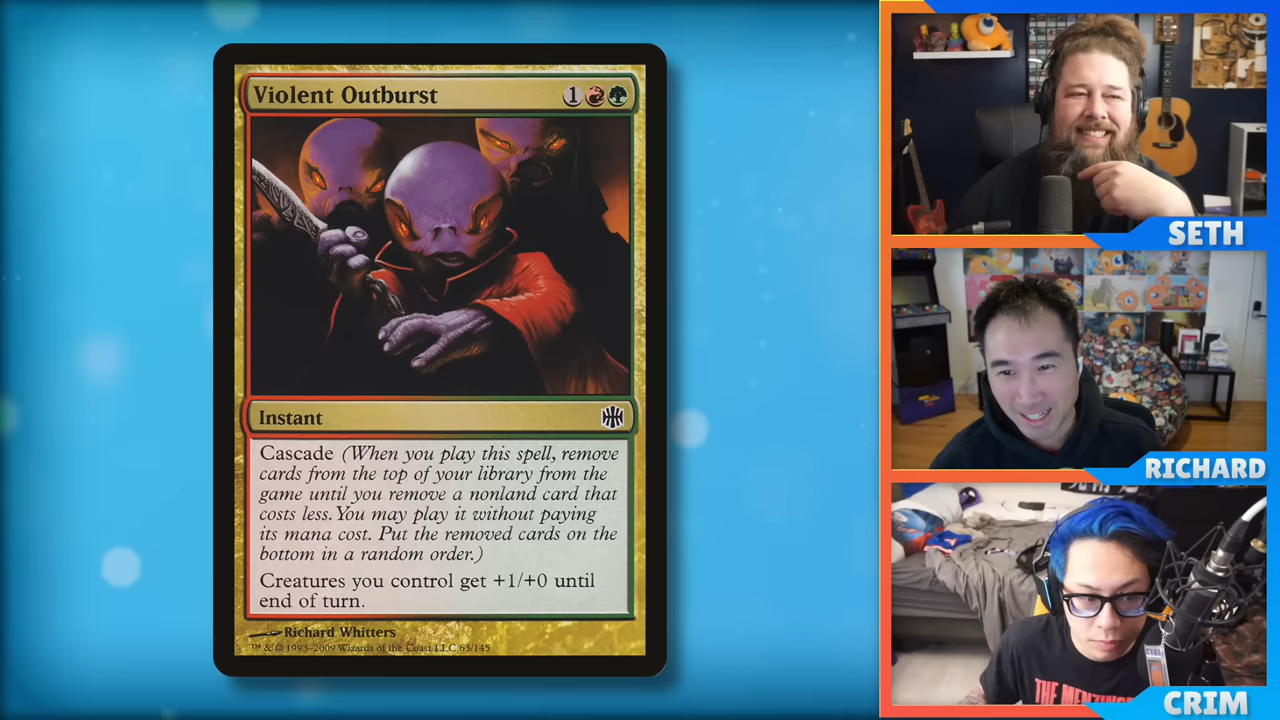 Violent Outburst 1
Instant
Cascade (When you play this spell, remove
cards from the top of your library from the
game until you remove a nonland card that
costs less. You may play it without paying
its mana cost. Put the removed cards on the
bottom in a random order.)
Creatures you control get +1/+0 until
end of turn.
Richard Whitters
™ & © 1993–2009 Wizards of the Coast LLC 63/145
SETH
RICHARD
THE MENZINGERS
CRIM